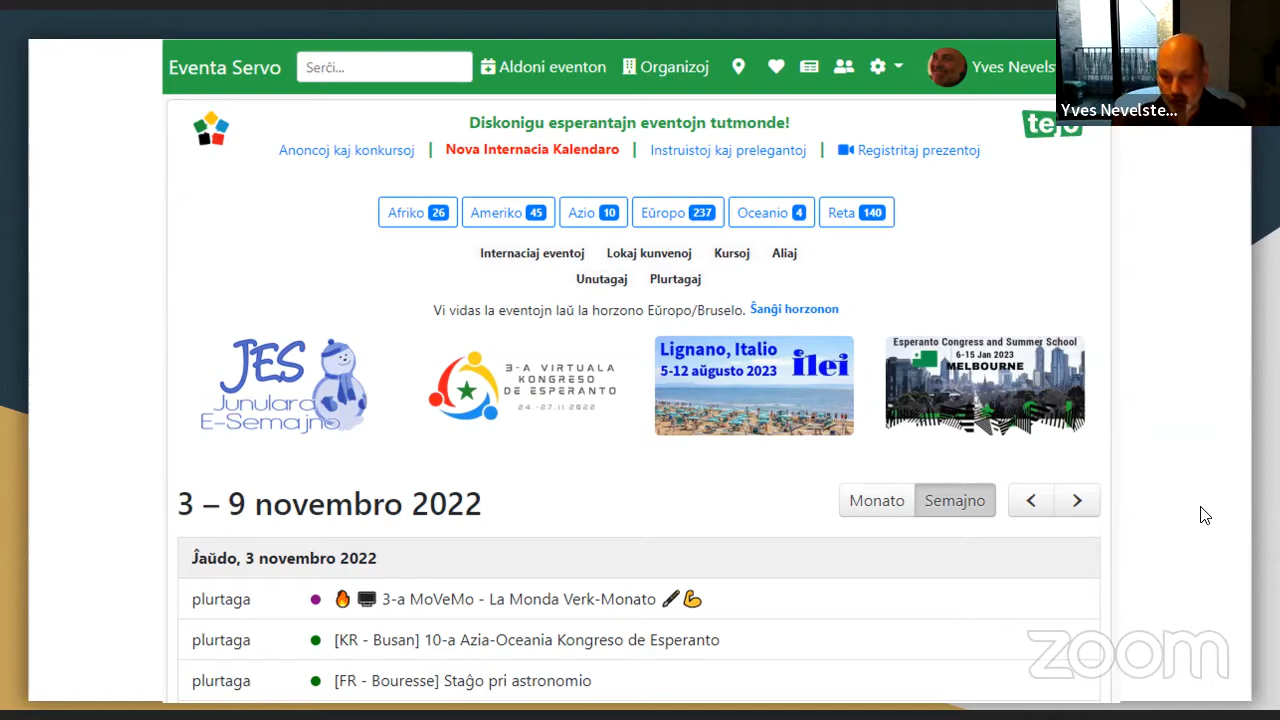 Eventa Servo Serĉi... Aldoni eventon Organizoj Yves Nevelst
Yves Nevelste...
Diskonigu esperantajn eventojn tutmonde!
tejo
Anoncoj kaj konkursoj | Nova Internacia Kalendaro | Instruistoj kaj prelegantoj | Registritaj prezentoj
Afriko 26 Ameriko 45 Azio 10 Eŭropo 237 Oceanio 4 Reta 140
Internaciaj eventoj Lokaj kunvenoj Kursoj Aliaj
Unutagaj Plurtagaj
Vi vidas la eventojn laŭ la horzono Eŭropo/Bruselo. Ŝanĝi horzonon
JES
Junulara
E-Semajno
3-A VIRTUALA
KONGRESO
DE ESPERANTO
24.-27.11.2022
Lignano, Italio
5-12 aŭgusto 2023
ilei
Esperanto Congress and Summer School
6-15 Jan 2023
MELBOURNE
3 – 9 novembro 2022 Monato Semajno
Ĵaŭdo, 3 novembro 2022
plurtaga 3-a MoVeMo - La Monda Verk-Monato
plurtaga [KR - Busan] 10-a Azia-Oceania Kongreso de Esperanto
plurtaga [FR - Bouresse] Staĝo pri astronomio
zoom